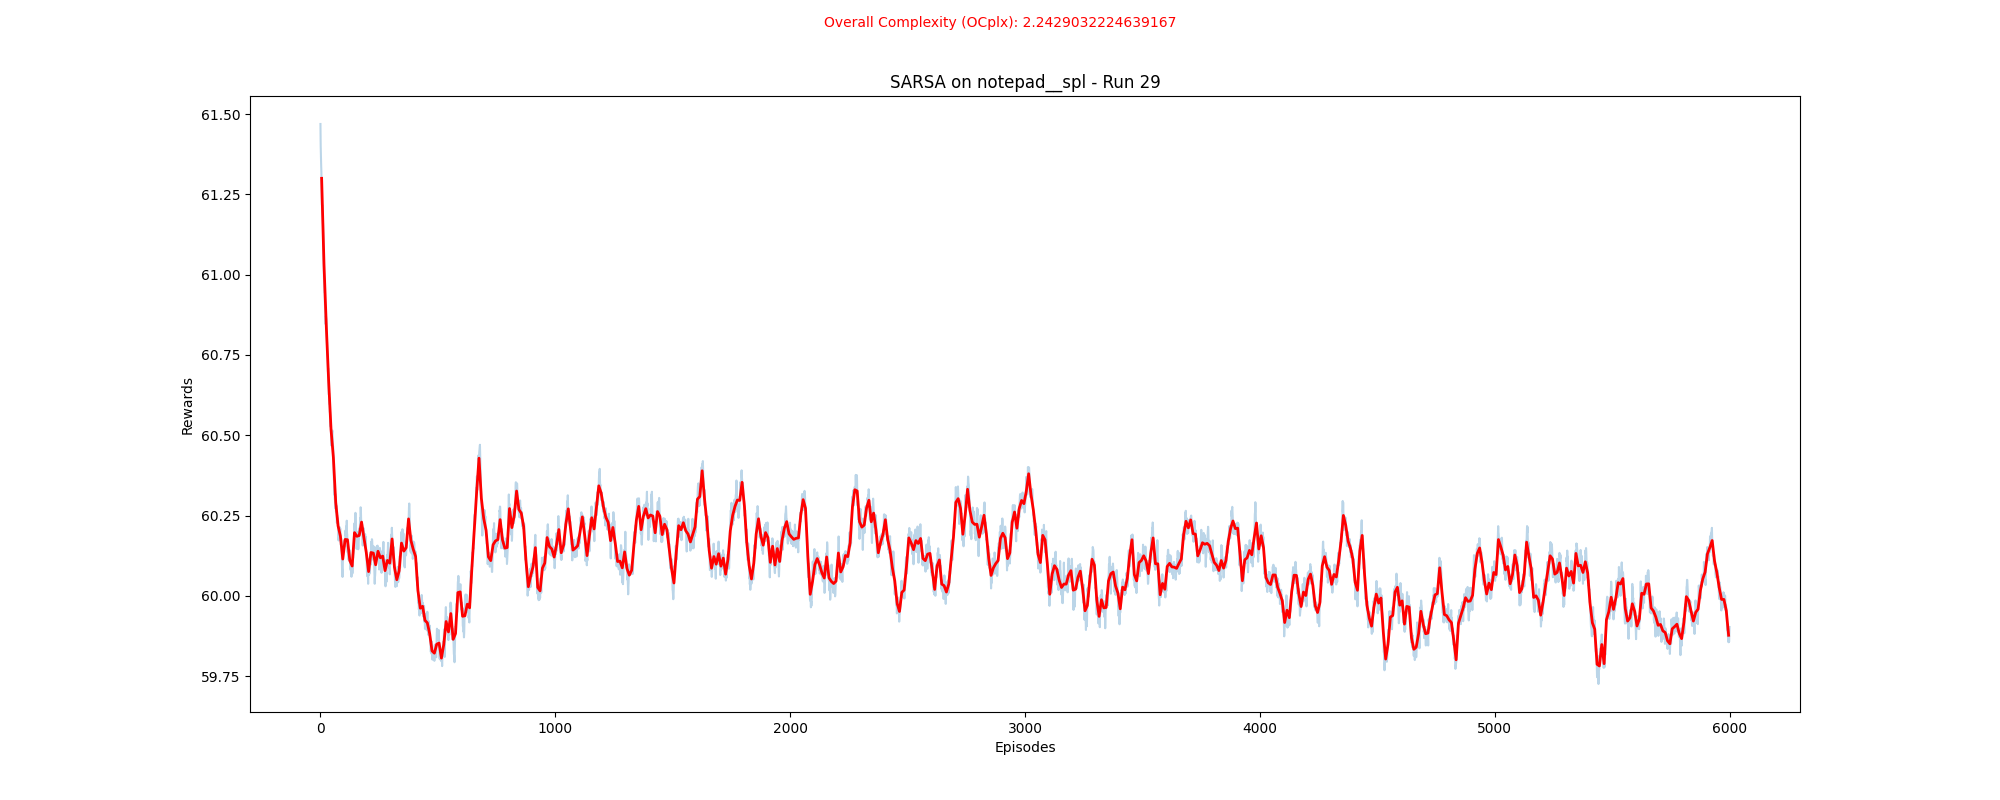 Overall Complexity (OCplx): 2.2429032224639167
SARSA on notepad__spl - Run 29
61.50
61.25
61.00
60.75
60.50
60.25
60.00
59.75
Rewards
0 1000 2000 3000 4000 5000 6000
Episodes